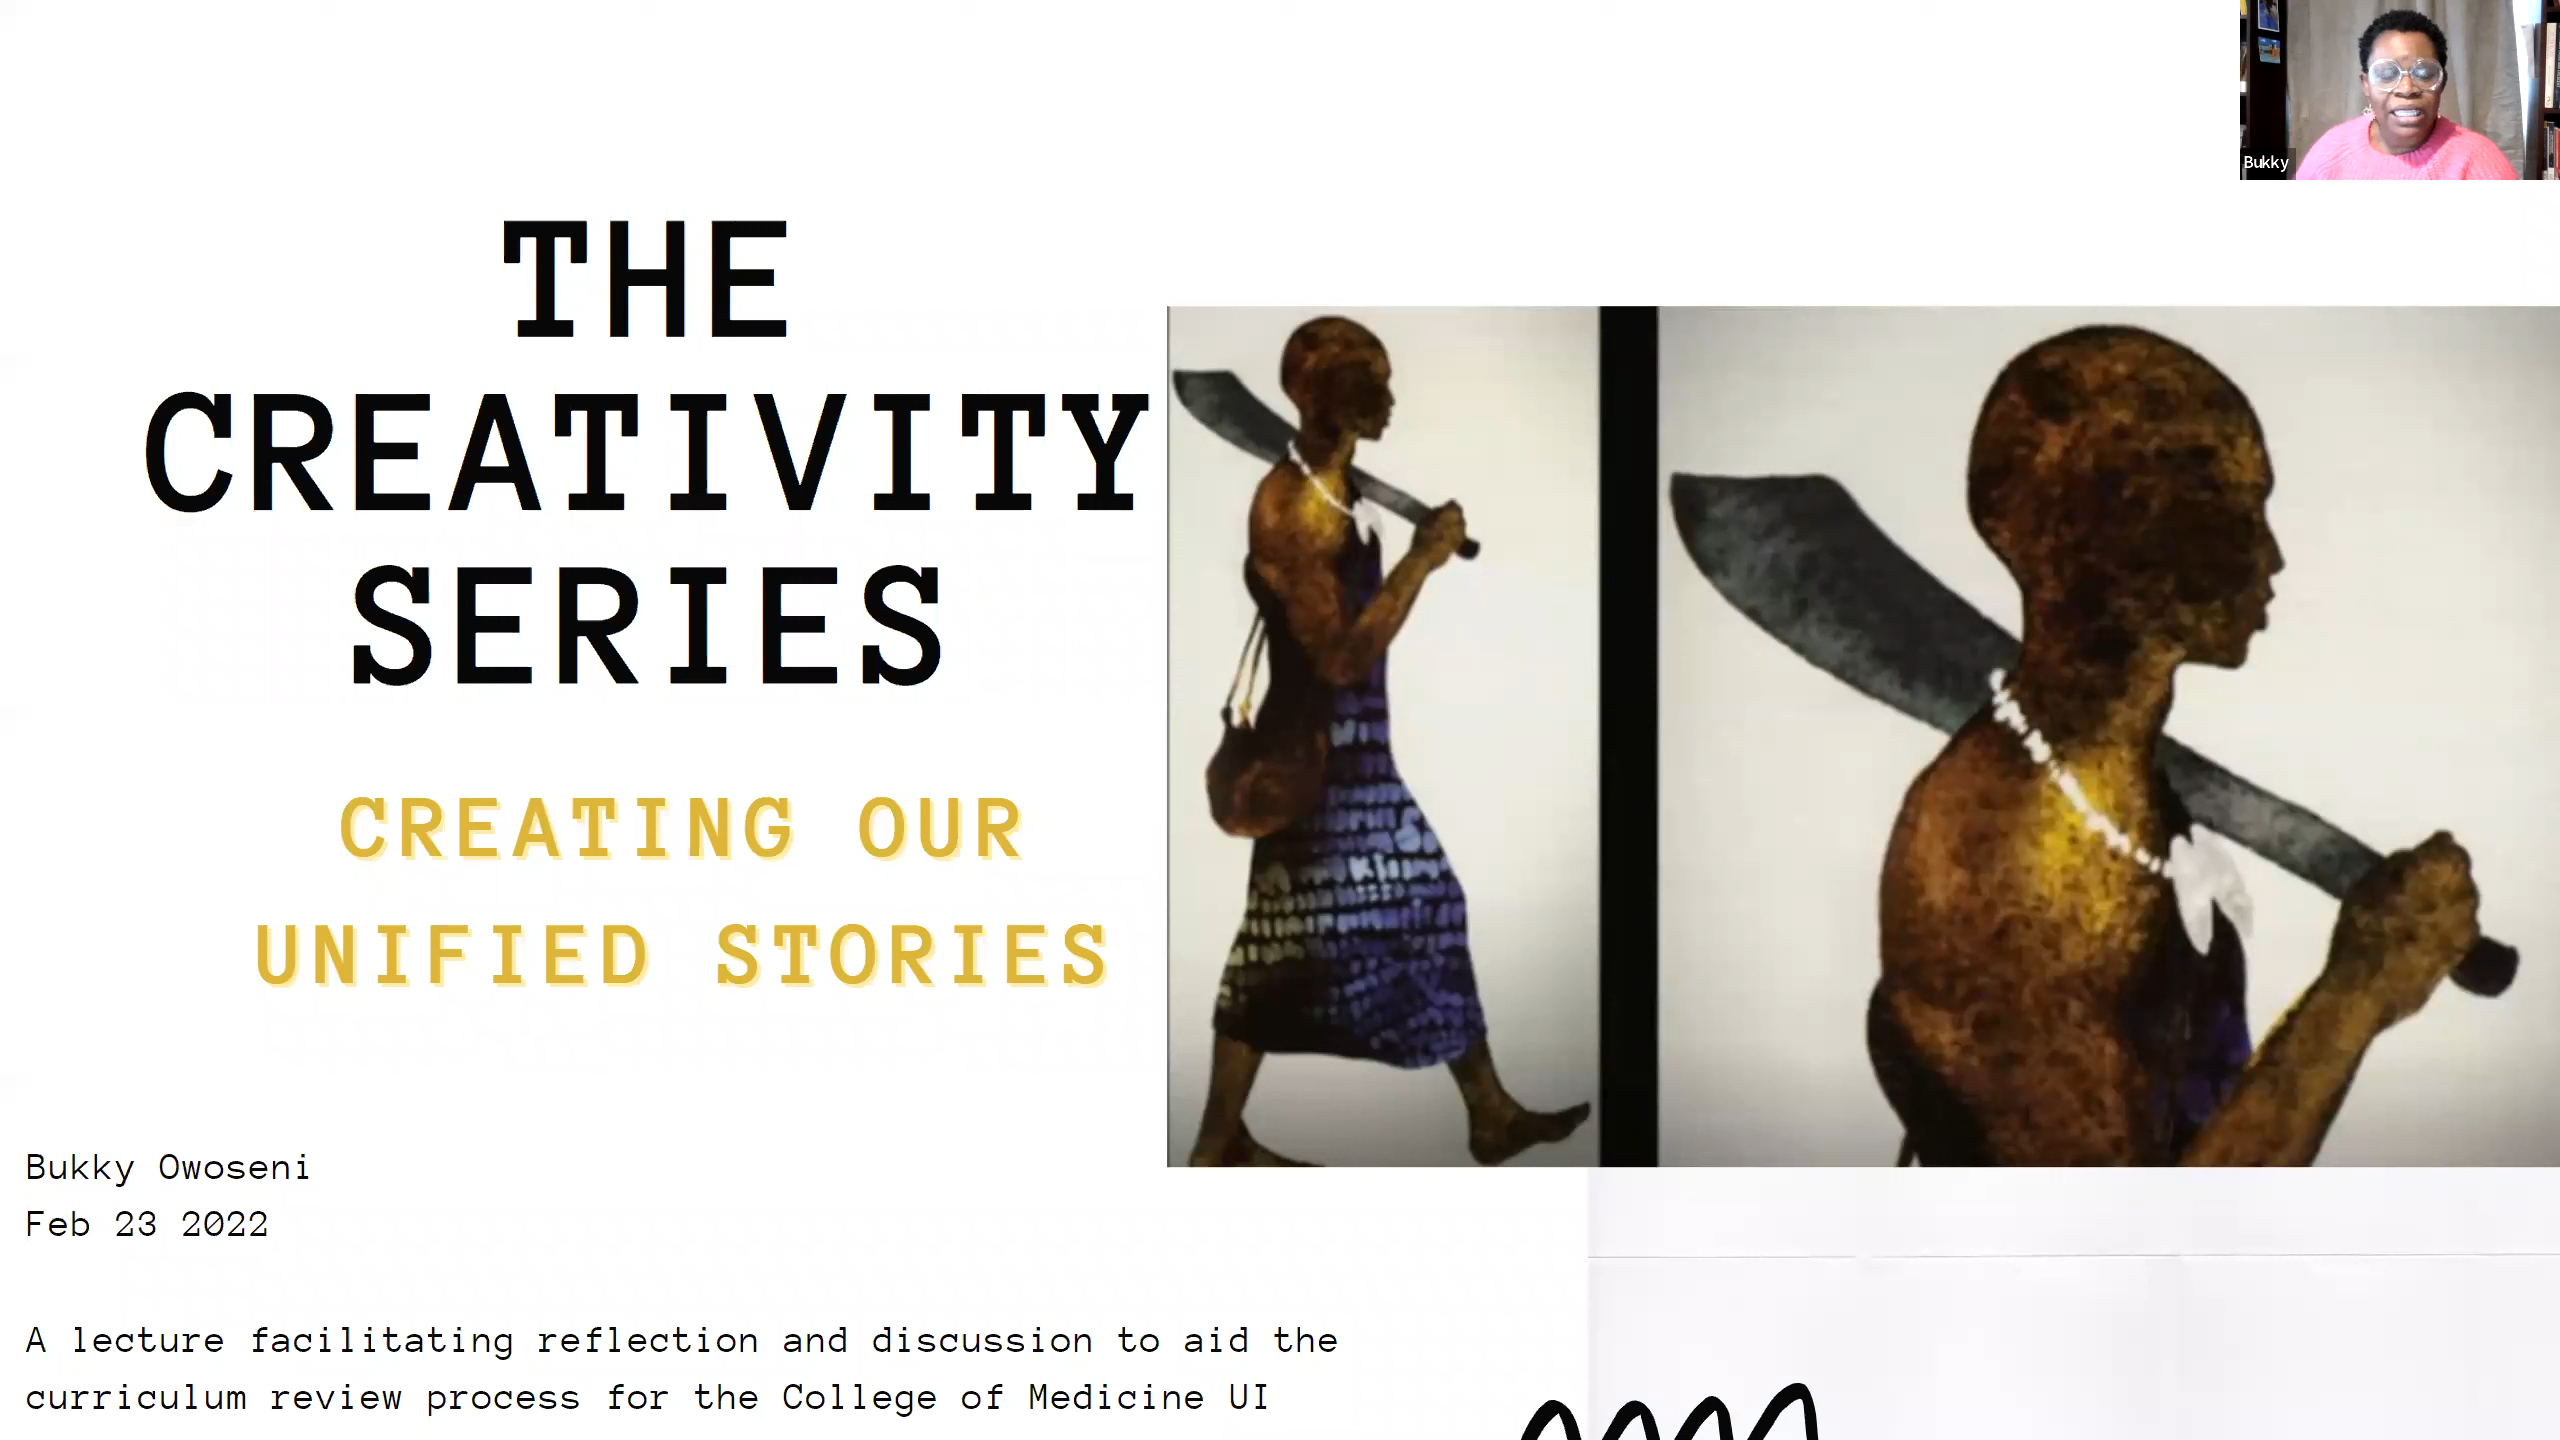 Bukky
THE
CREATIVITY
SERIES
CREATING OUR
UNIFIED STORIES
Bukky Owoseni
Feb 23 2022
A lecture facilitating reflection and discussion to aid the
curriculum review process for the College of Medicine UI